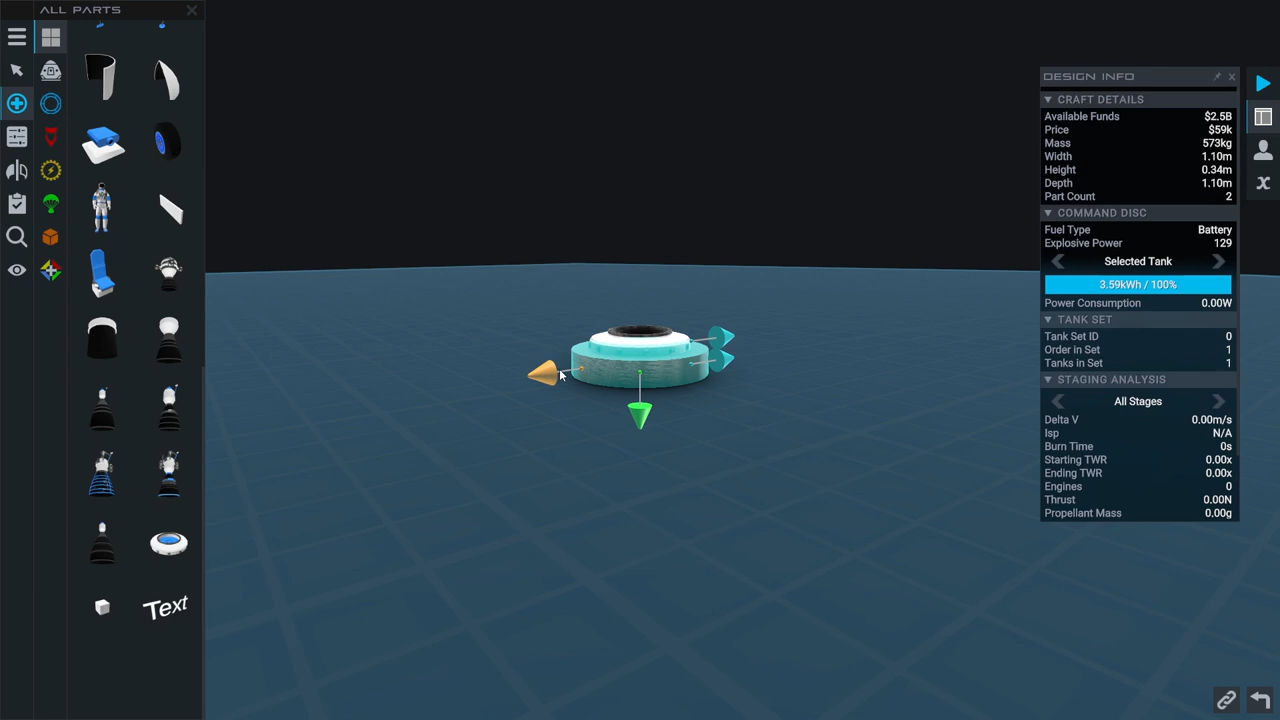 ALL PARTS
Text
DESIGN INFO
CRAFT DETAILS
Available Funds $2.5B
Price $59k
Mass 573kg
Width 1.10m
Height 0.34m
Depth 1.10m
Part Count 2
COMMAND DISC
Fuel Type Battery
Explosive Power 129
Selected Tank
3.59kWh / 100%
Power Consumption 0.00W
TANK SET
Tank Set ID 0
Order in Set 1
Tanks in Set 1
STAGING ANALYSIS
All Stages
Delta V 0.00m/s
Isp N/A
Burn Time 0s
Starting TWR 0.00x
Ending TWR 0.00x
Engines 0
Thrust 0.00N
Propellant Mass 0.00g